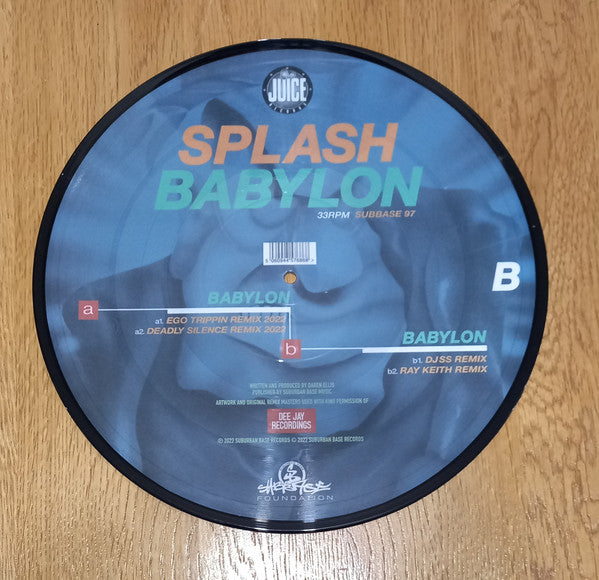 JUICE
RECORDS
SPLASH
BABYLON
33RPM SUBBASE 97
B
BABYLON
a
a1. EGO TRIPPIN REMIX 2022
a2. DEADLY SILENCE REMIX 2022
b
BABYLON
b1. DJ SS REMIX
b2. RAY KEITH REMIX
WRITTEN AND PRODUCED BY DAREN ELLIS
PUBLISHED BY SUBURBAN BASE MUSIC
ARTWORK AND ORIGINAL REMIX MASTERS USED WITH KIND PERMISSION OF
DEE JAY
RECORDINGS
℗ 2022 SUBURBAN BASE RECORDS © 2022 SUBURBAN BASE RECORDS
FOUNDATION